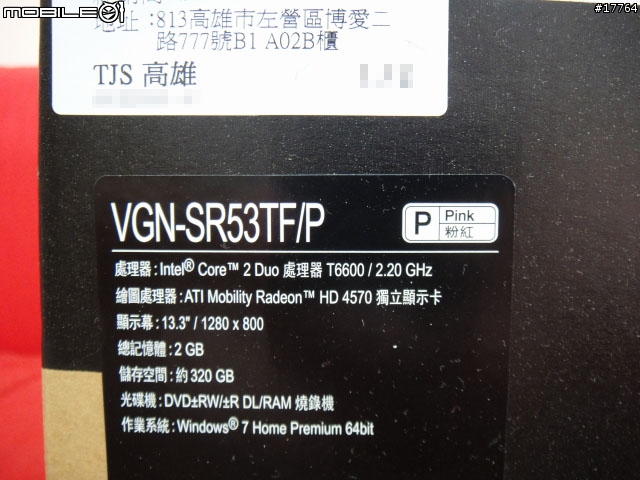 MOBILE01
#17764
地址:813高雄市左營區博愛二
路777號B1 A02B櫃
TJS 高雄
VGN-SR53TF/P
P Pink
粉紅
處理器:Intel® Core™ 2 Duo 處理器 T6600 / 2.20 GHz
繪圖處理器:ATI Mobility Radeon™ HD 4570 獨立顯示卡
顯示幕:13.3" / 1280 x 800
總記憶體:2 GB
儲存空間:約 320 GB
光碟機:DVD±RW/±R DL/RAM 燒錄機
作業系統:Windows® 7 Home Premium 64bit